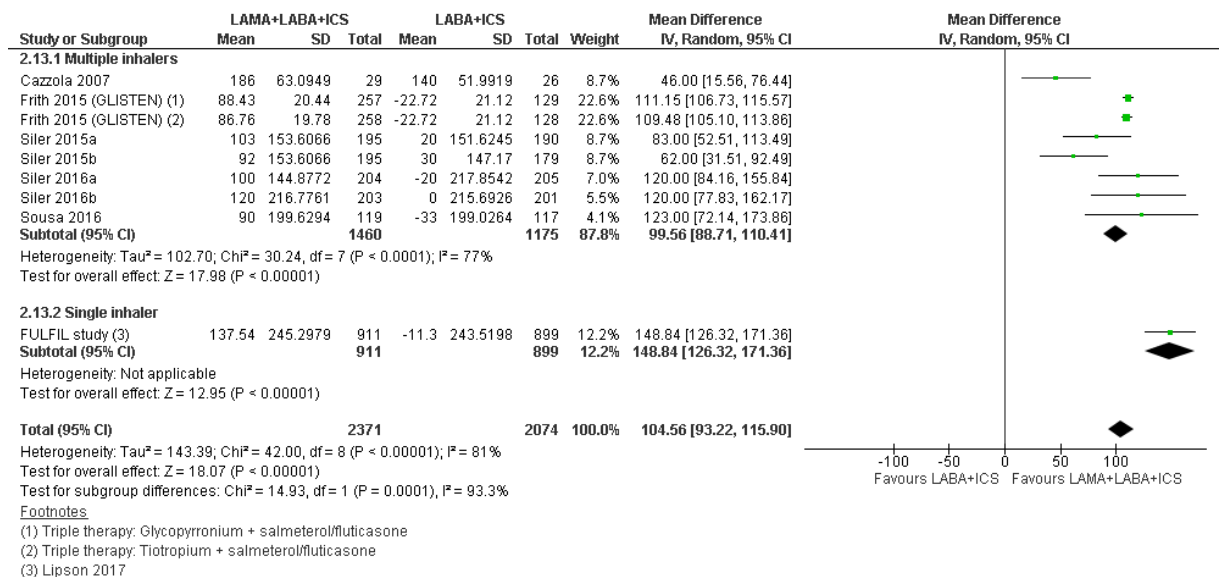 LAMA+LABA+ICS LABA+ICS Mean Difference Mean Difference
Study or Subgroup Mean SD Total Mean SD Total Weight IV, Random, 95% CI IV, Random, 95% CI
2.13.1 Multiple inhalers
Cazzola 2007 186 63.0949 29 140 51.9919 26 8.7% 46.00 [15.56, 76.44]
Frith 2015 (GLISTEN) (1) 88.43 20.44 257 -22.72 21.12 129 22.6% 111.15 [106.73, 115.57]
Frith 2015 (GLISTEN) (2) 86.76 19.78 258 -22.72 21.12 128 22.6% 109.48 [105.10, 113.86]
Siler 2015a 103 153.6066 195 20 151.6245 190 8.7% 83.00 [52.51, 113.49]
Siler 2015b 92 153.6066 195 30 147.17 179 8.7% 62.00 [31.51, 92.49]
Siler 2016a 100 144.8772 204 -20 217.8542 205 7.0% 120.00 [84.16, 155.84]
Siler 2016b 120 216.7761 203 0 215.6926 201 5.5% 120.00 [77.83, 162.17]
Sousa 2016 90 199.6294 119 -33 199.0264 117 4.1% 123.00 [72.14, 173.86]
Subtotal (95% CI) 1460 1175 87.8% 99.56 [88.71, 110.41]
Heterogeneity: Tau² = 102.70; Chi² = 30.24, df = 7 (P < 0.0001); I² = 77%
Test for overall effect: Z = 17.98 (P < 0.00001)
2.13.2 Single inhaler
FULFIL study (3) 137.54 245.2979 911 -11.3 243.5198 899 12.2% 148.84 [126.32, 171.36]
Subtotal (95% CI) 911 899 12.2% 148.84 [126.32, 171.36]
Heterogeneity: Not applicable
Test for overall effect: Z = 12.95 (P < 0.00001)
Total (95% CI) 2371 2074 100.0% 104.56 [93.22, 115.90]
Heterogeneity: Tau² = 143.39; Chi² = 42.00, df = 8 (P < 0.00001); I² = 81%
Test for overall effect: Z = 18.07 (P < 0.00001)
Test for subgroup differences: Chi² = 14.93, df = 1 (P = 0.0001), I² = 93.3%
-100 -50 0 50 100
Favours LABA+ICS Favours LAMA+LABA+ICS
Footnotes
(1) Triple therapy: Glycopyrronium + salmeterol/fluticasone
(2) Triple therapy: Tiotropium + salmeterol/fluticasone
(3) Lipson 2017